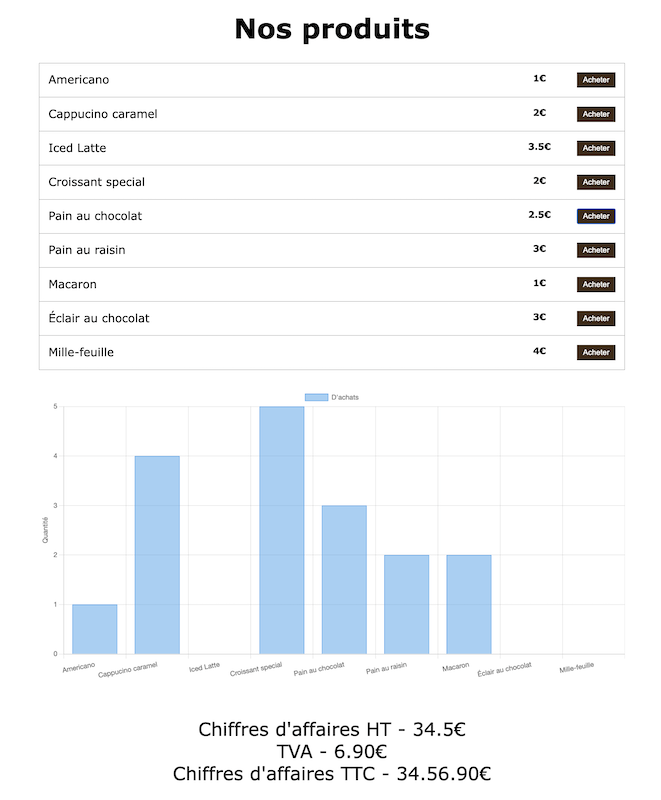 Nos produits
Americano 1€ Acheter
Cappucino caramel 2€ Acheter
Iced Latte 3.5€ Acheter
Croissant special 2€ Acheter
Pain au chocolat 2.5€ Acheter
Pain au raisin 3€ Acheter
Macaron 1€ Acheter
Éclair au chocolat 3€ Acheter
Mille-feuille 4€ Acheter
D'achats
5
4
3
2
1
0
Quantité
Americano Cappucino caramel Iced Latte Croissant special Pain au chocolat Pain au raisin Macaron Éclair au chocolat Mille-feuille
Chiffres d'affaires HT - 34.5€
TVA - 6.90€
Chiffres d'affaires TTC - 34.56.90€